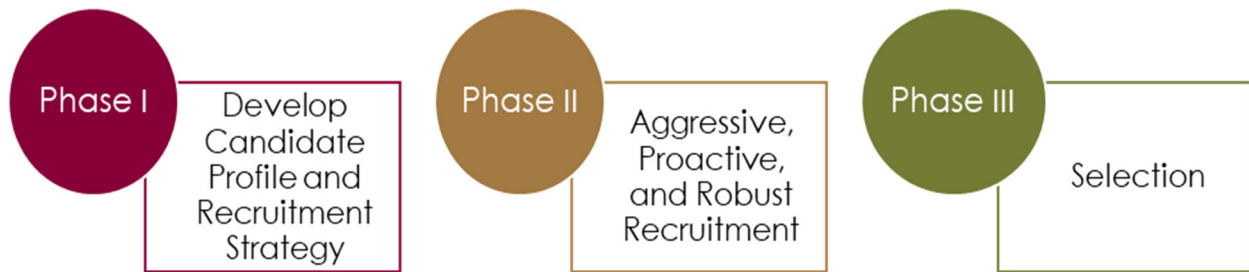 Phase I
Develop
Candidate
Profile and
Recruitment
Strategy
Phase II
Aggressive,
Proactive,
and Robust
Recruitment
Phase III
Selection